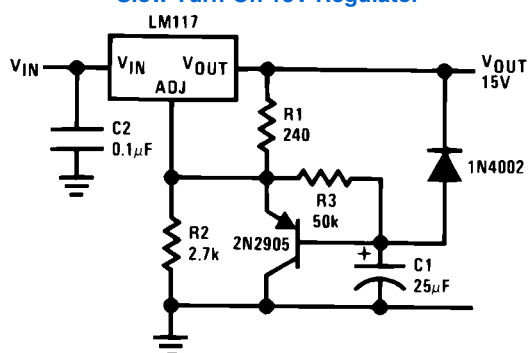 Slow Turn-On 15V Regulator
LM117
VIN
VIN
VOUT
ADJ
VOUT
15V
C2
0.1μF
R1
240
R3
50k
1N4002
R2
2.7k
2N2905
+
C1
25μF